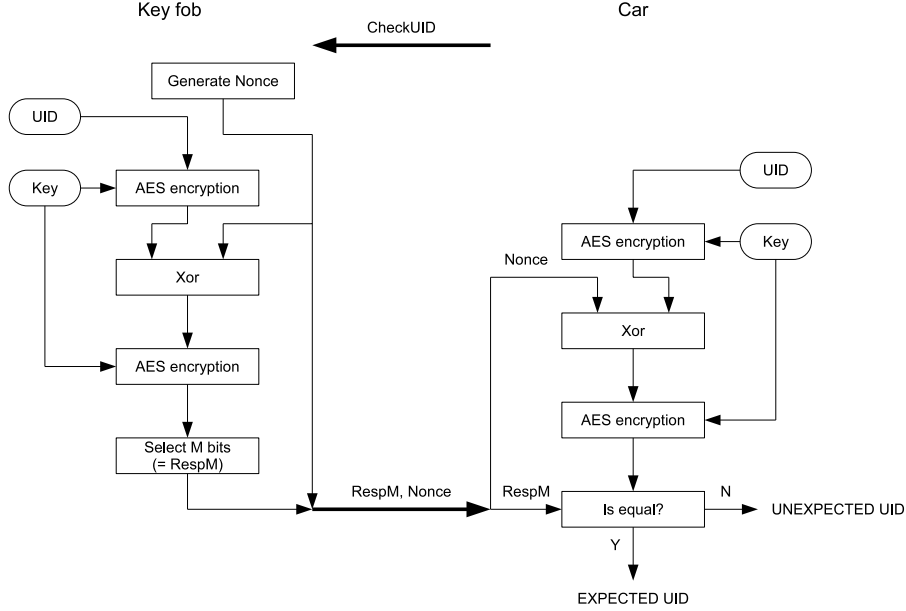 Key fob
Car
CheckUID
Generate Nonce
UID
Key
AES encryption
Xor
AES encryption
Select M bits
(= RespM)
RespM, Nonce
UID
AES encryption
Key
Nonce
Xor
AES encryption
RespM
Is equal?
N
UNEXPECTED UID
Y
EXPECTED UID